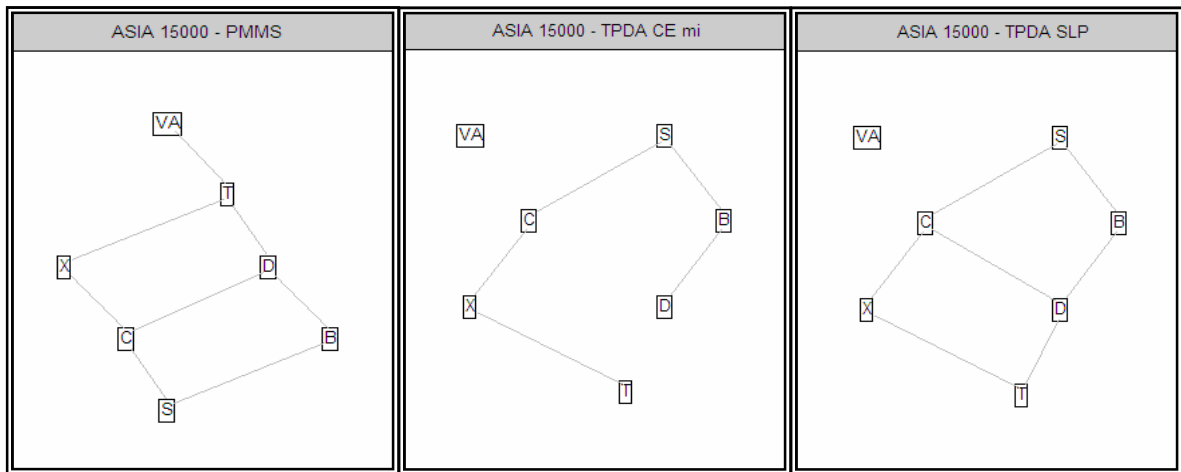 ASIA 15000 - PMMS
VA
T
X
D
C
B
S
ASIA 15000 - TPDA CE mi
VA
S
C
B
X
D
T
ASIA 15000 - TPDA SLP
VA
S
C
B
X
D
T